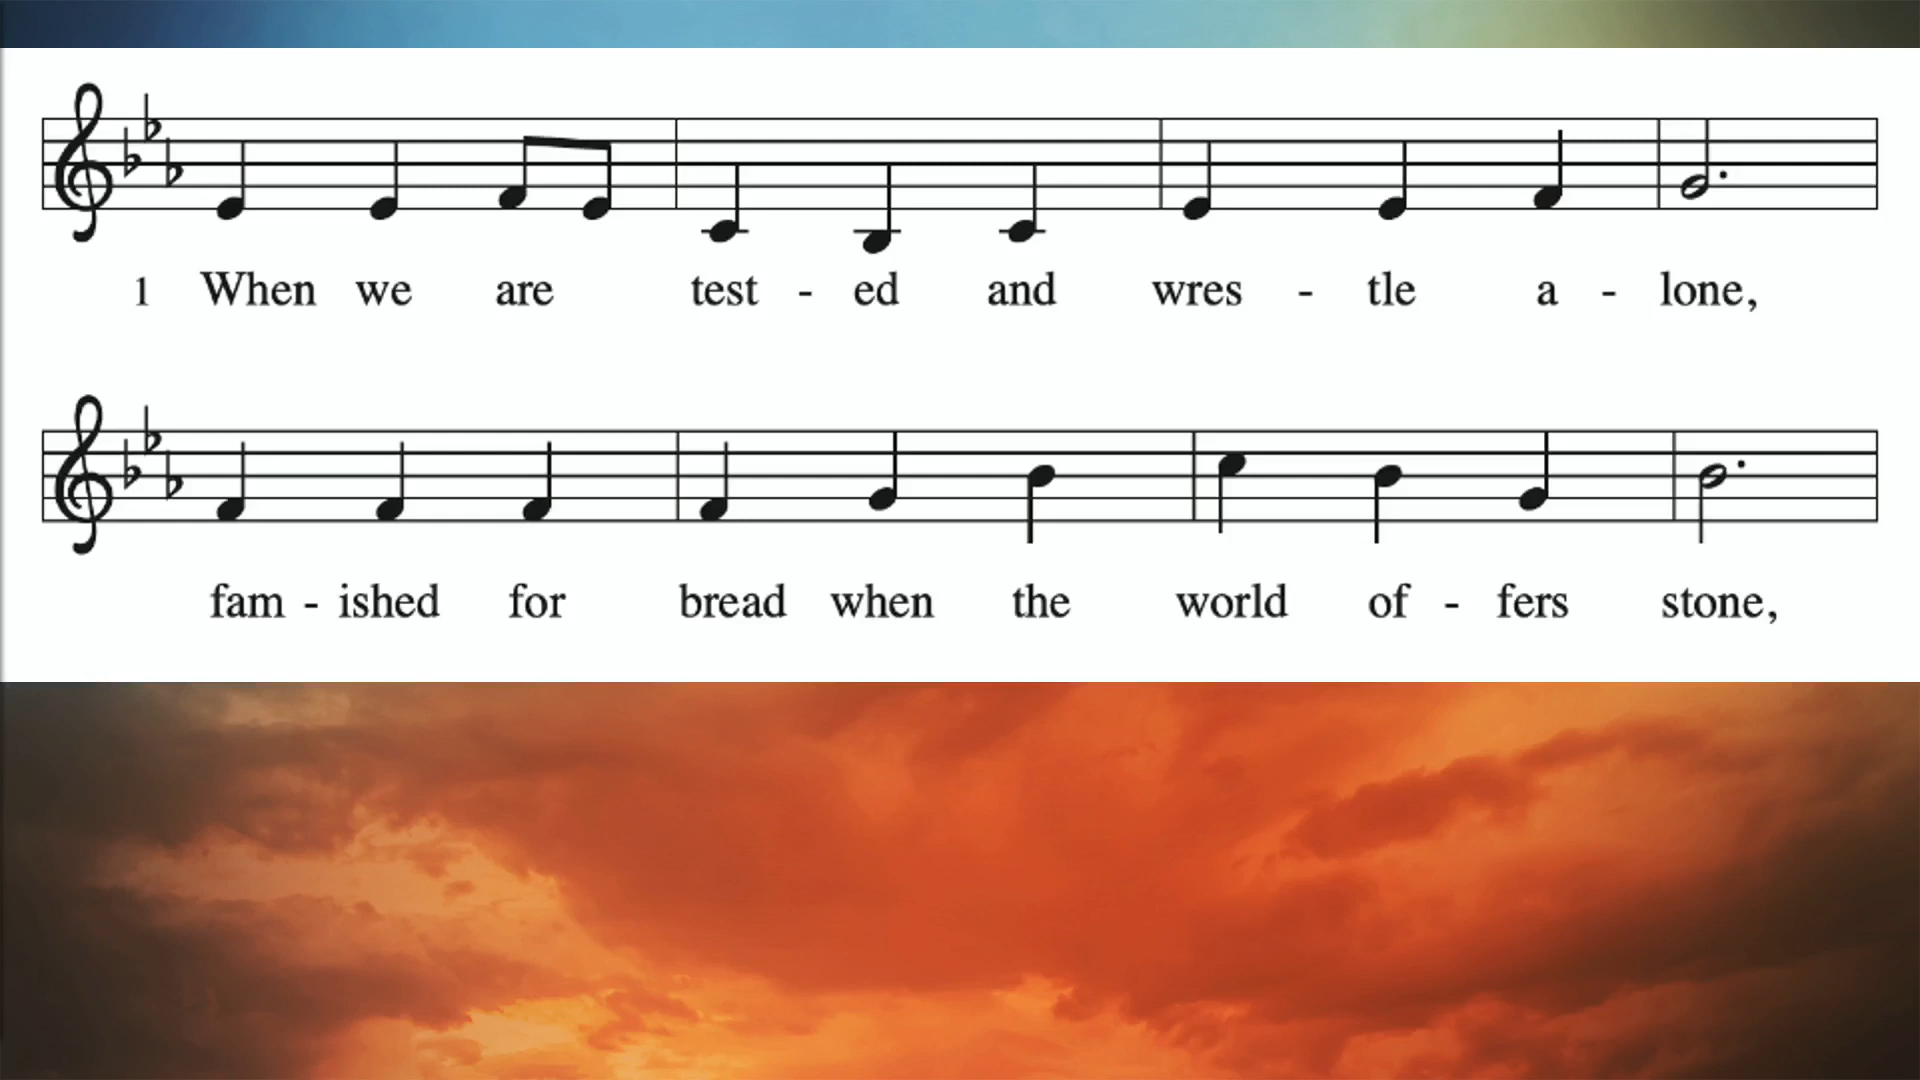 1 When we are test - ed and wres - tle a - lone,
fam - ished for bread when the world of - fers stone,